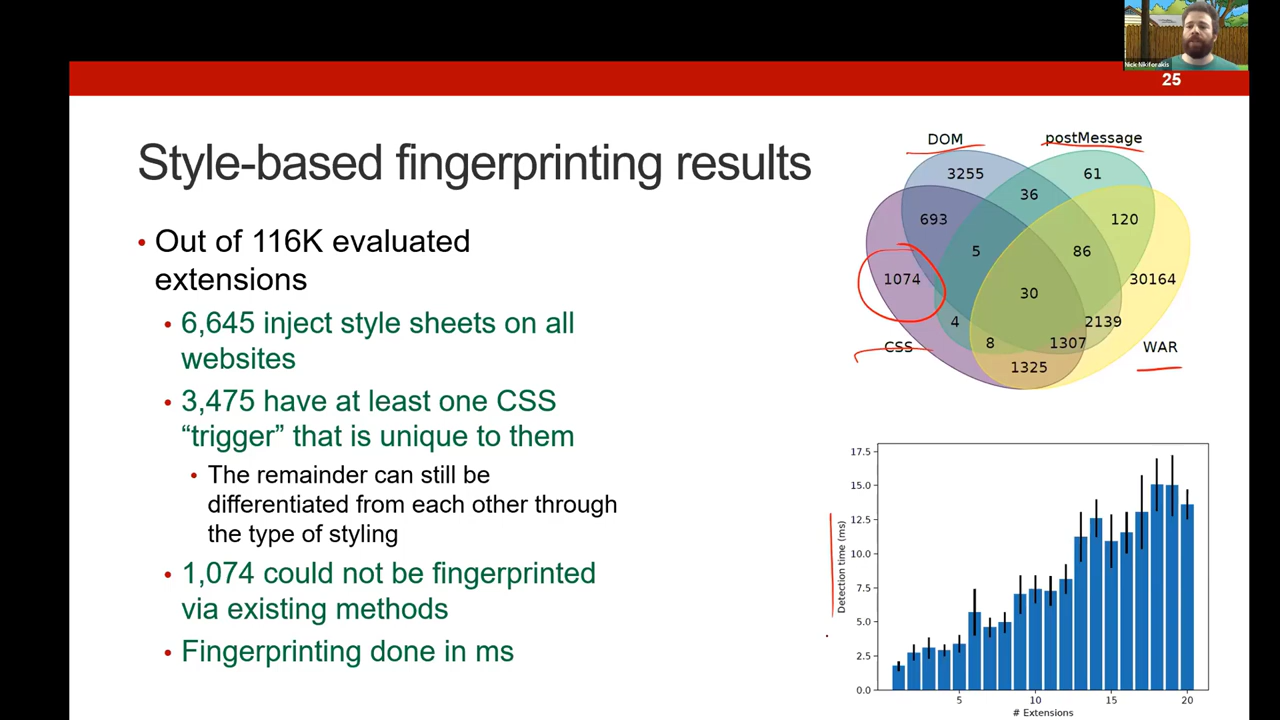 Nick Nikiforakis
25
Style-based fingerprinting results
• Out of 116K evaluated
extensions
• 6,645 inject style sheets on all
websites
• 3,475 have at least one CSS
“trigger” that is unique to them
• The remainder can still be
differentiated from each other through
the type of styling
• 1,074 could not be fingerprinted
via existing methods
• Fingerprinting done in ms
DOM
postMessage
3255
61
36
693
120
5
86
1074
30
30164
4
2139
CSS
8
1307
WAR
1325
17.5
15.0
12.5
10.0
7.5
5.0
2.5
0.0
Detection time (ms)
5
10
15
20
# Extensions